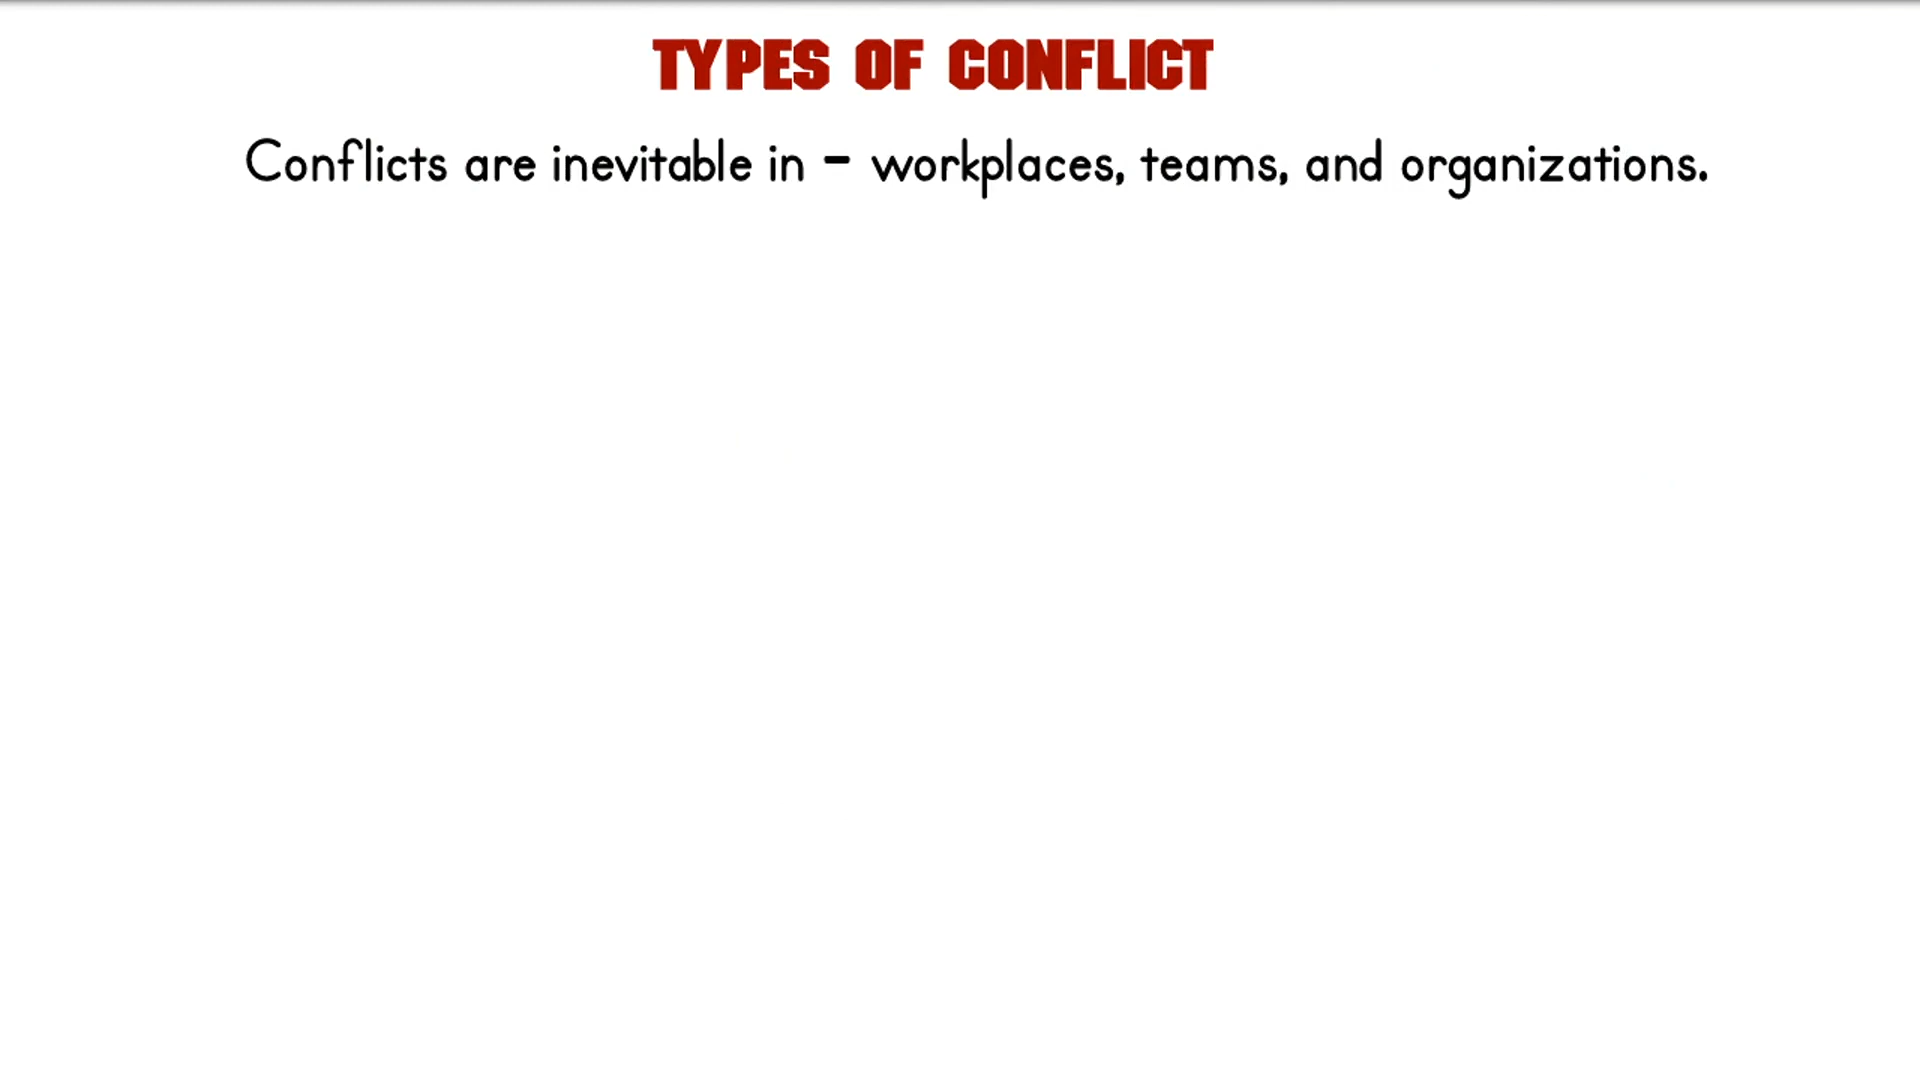 TYPES OF CONFLICT
Conflicts are inevitable in – workplaces, teams, and organizations.